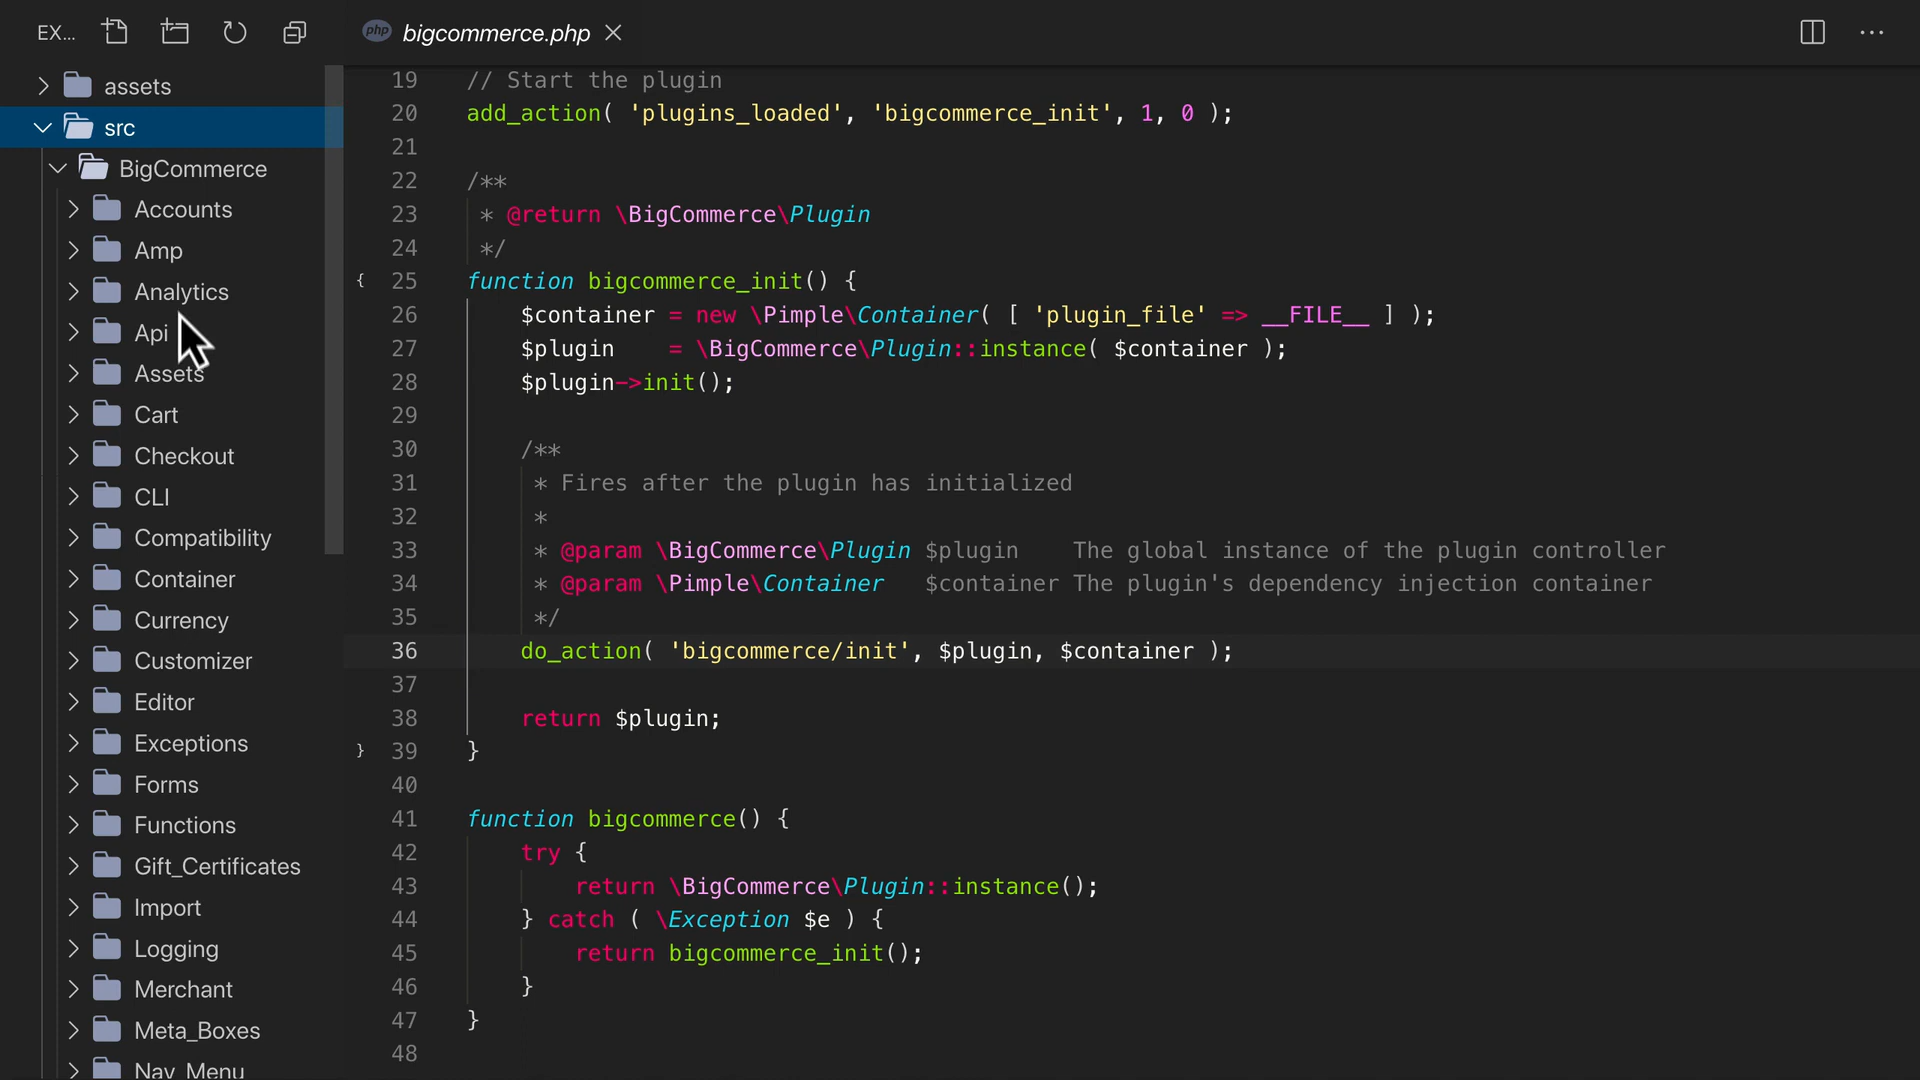 EX...
php bigcommerce.php
assets
src
BigCommerce
Accounts
Amp
Analytics
Api
Assets
Cart
Checkout
CLI
Compatibility
Container
Currency
Customizer
Editor
Exceptions
Forms
Functions
Gift_Certificates
Import
Logging
Merchant
Meta_Boxes
Nav_Menu
19 // Start the plugin
20 add_action( 'plugins_loaded', 'bigcommerce_init', 1, 0 );
21
22 /**
23 * @return \BigCommerce\Plugin
24 */
{ 25 function bigcommerce_init() {
26 $container = new \Pimple\Container( [ 'plugin_file' => __FILE__ ] );
27 $plugin    = \BigCommerce\Plugin::instance( $container );
28 $plugin->init();
29
30 /**
31 * Fires after the plugin has initialized
32 *
33 * @param \BigCommerce\Plugin $plugin    The global instance of the plugin controller
34 * @param \Pimple\Container   $container The plugin's dependency injection container
35 */
36 do_action( 'bigcommerce/init', $plugin, $container );
37
38 return $plugin;
} 39 }
40
41 function bigcommerce() {
42 try {
43 return \BigCommerce\Plugin::instance();
44 } catch ( \Exception $e ) {
45 return bigcommerce_init();
46 }
47 }
48